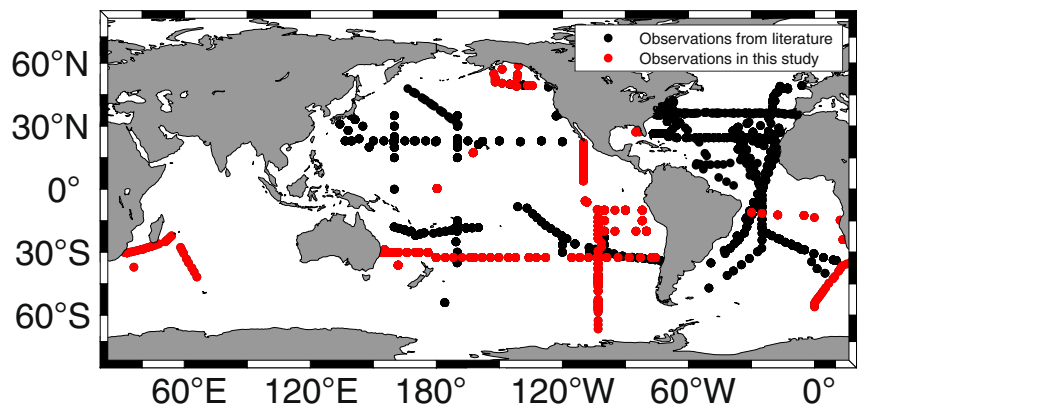 Observations from literature
Observations in this study
60°N
30°N
0°
30°S
60°S
60°E 120°E 180° 120°W 60°W 0°